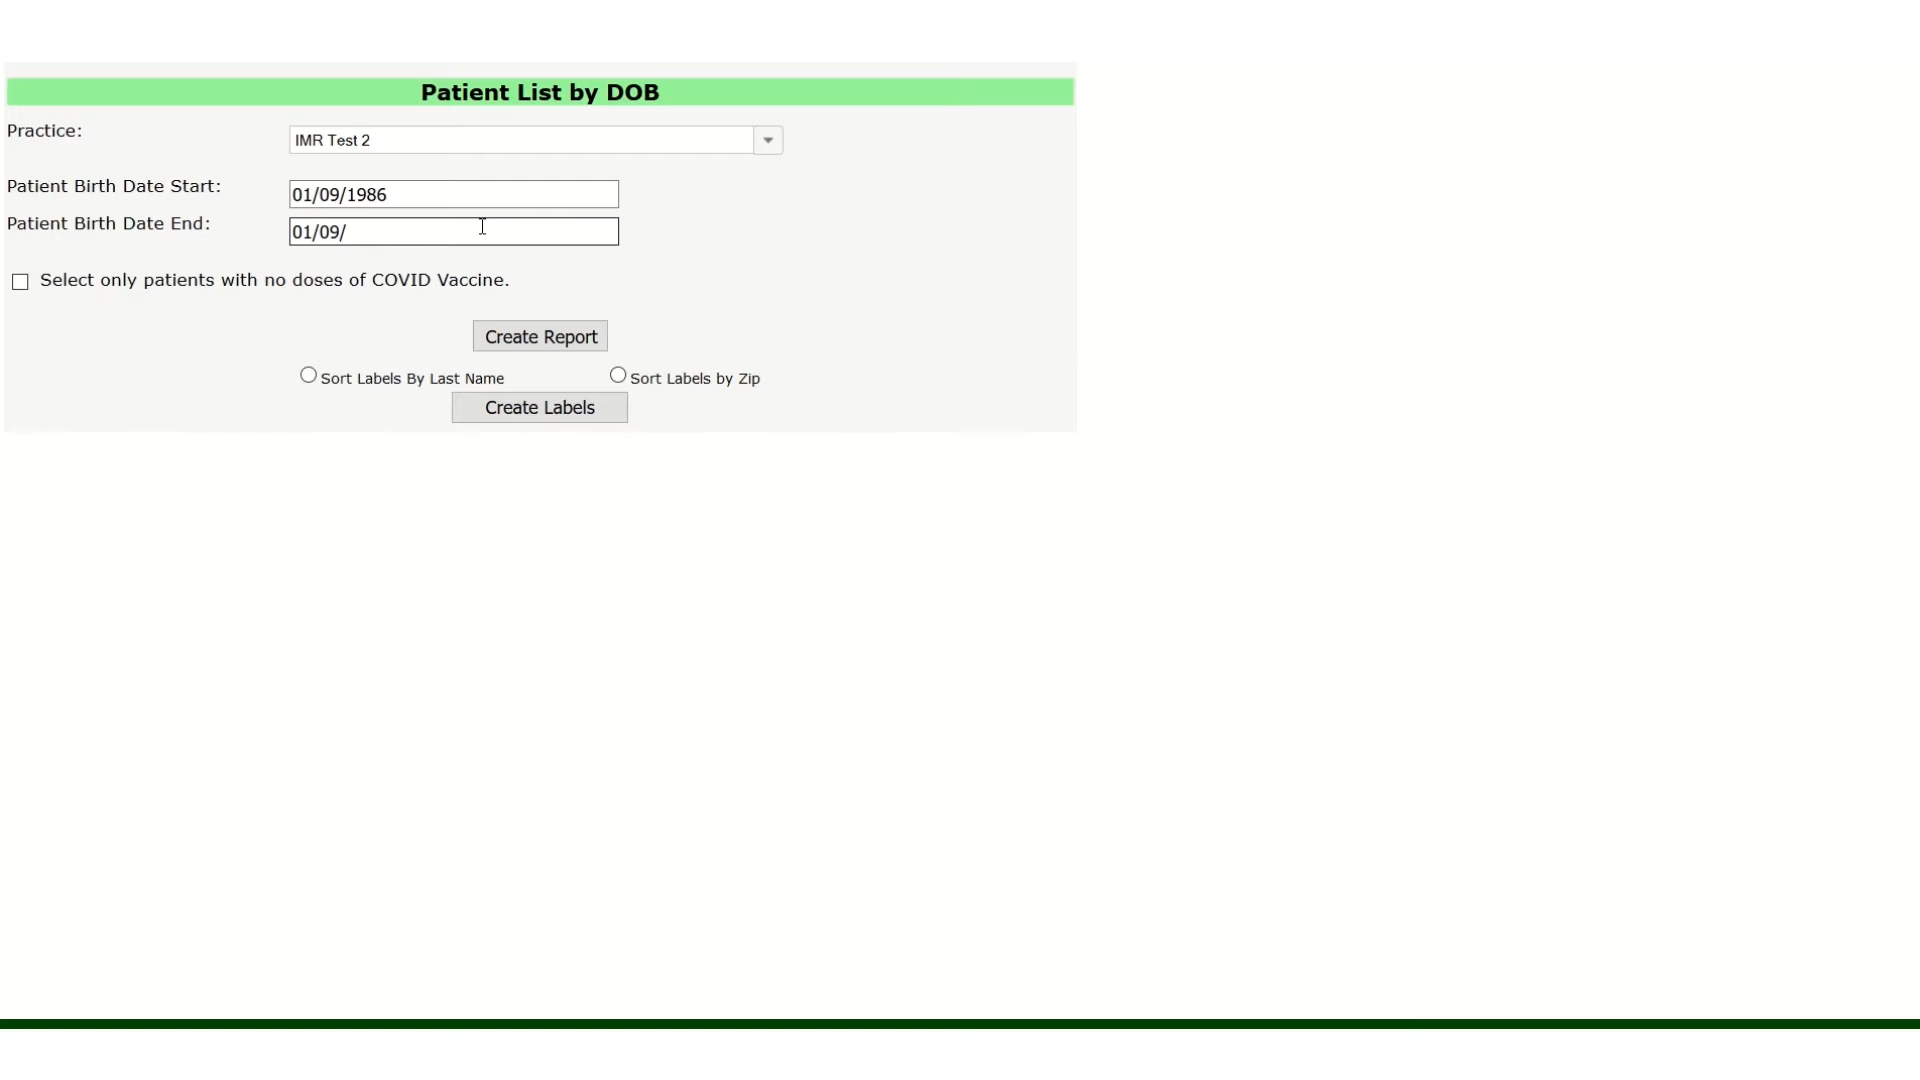 Patient List by DOB
Practice: IMR Test 2
Patient Birth Date Start: 01/09/1986
Patient Birth Date End: 01/09/
Select only patients with no doses of COVID Vaccine.
Create Report
Sort Labels By Last Name Sort Labels by Zip
Create Labels